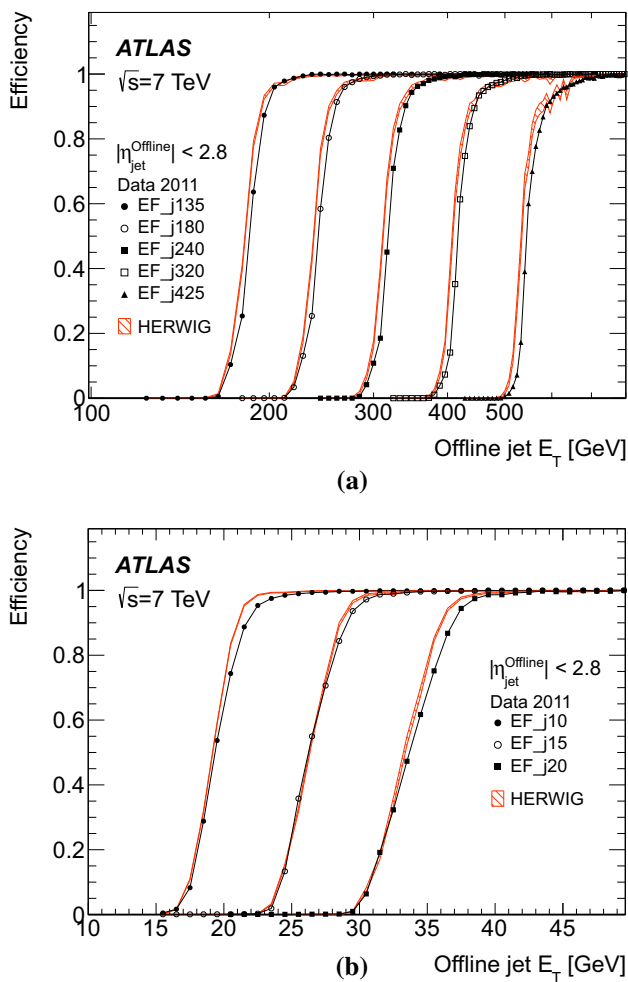 Efficiency
ATLAS
√s=7 TeV
|η_jet^Offline| < 2.8
Data 2011
EF_j135
EF_j180
EF_j240
EF_j320
EF_j425
HERWIG
1
0.8
0.6
0.4
0.2
0
100 200 300 400 500
Offline jet E_T [GeV]
(a)
Efficiency
ATLAS
√s=7 TeV
|η_jet^Offline| < 2.8
Data 2011
EF_j10
EF_j15
EF_j20
HERWIG
1
0.8
0.6
0.4
0.2
0
10 15 20 25 30 35 40 45
Offline jet E_T [GeV]
(b)